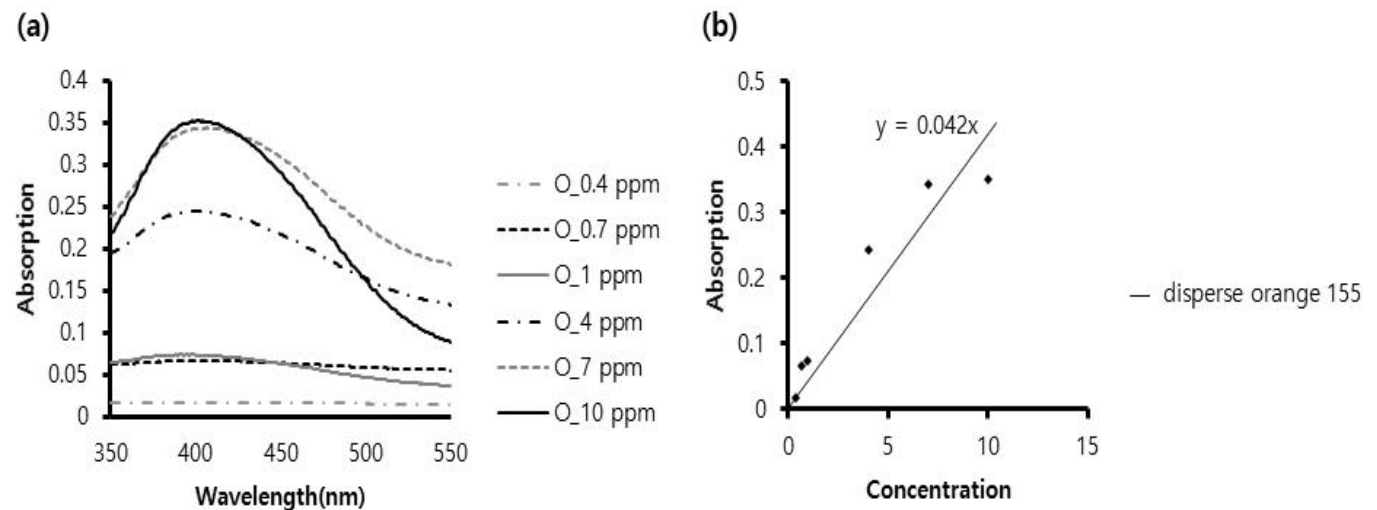 (a)
0.4
0.35
0.3
0.25
0.2
0.15
0.1
0.05
0
350 400 450 500 550
Absorption
Wavelength(nm)
O_0.4 ppm
O_0.7 ppm
O_1 ppm
O_4 ppm
O_7 ppm
O_10 ppm
(b)
0.5
0.4
0.3
0.2
0.1
0
0 5 10 15
Absorption
Concentration
y = 0.042x
disperse orange 155